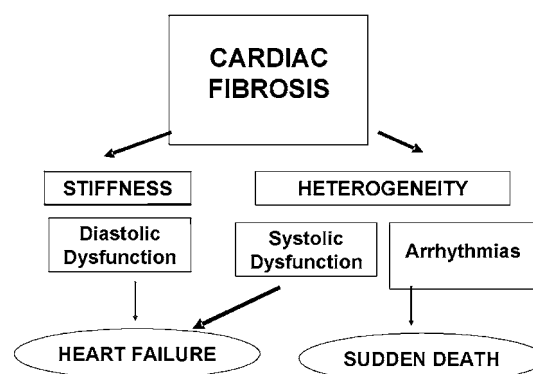 CARDIAC
FIBROSIS
STIFFNESS
HETEROGENEITY
Diastolic
Dysfunction
Systolic
Dysfunction
Arrhythmias
HEART FAILURE
SUDDEN DEATH